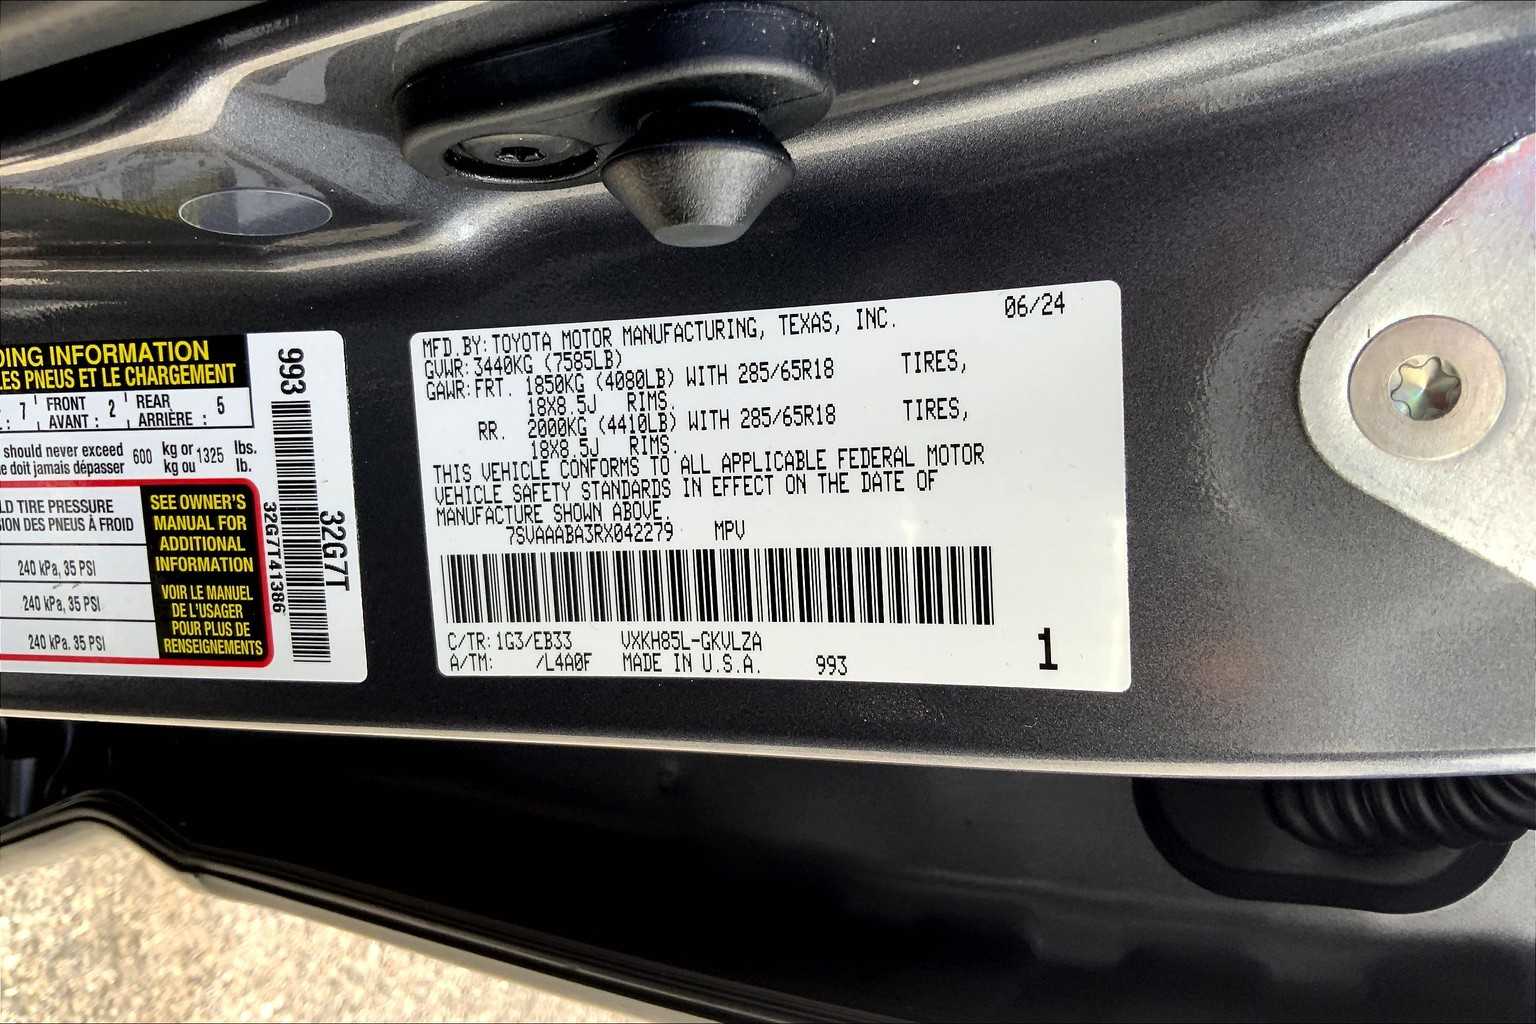 DING INFORMATION
LES PNEUS ET LE CHARGEMENT
: 7 FRONT AVANT : 2 REAR ARRIÈRE : 5
should never exceed 600 kg or 1325 lbs.
e doit jamais dépasser kg ou lb.
LD TIRE PRESSURE
SION DES PNEUS À FROID
240 kPa, 35 PSI
240 kPa, 35 PSI
240 kPa, 35 PSI
SEE OWNER'S
MANUAL FOR
ADDITIONAL
INFORMATION
VOIR LE MANUEL
DE L'USAGER
POUR PLUS DE
RENSEIGNEMENTS
993
32G7T41386
32G7T
06/24
MFD.BY:TOYOTA MOTOR MANUFACTURING, TEXAS, INC.
GVWR:3440KG (7585LB)
GAWR:FRT. 1850KG (4080LB) WITH 285/65R18 TIRES,
18X8.5J RIMS.
RR. 2000KG (4410LB) WITH 285/65R18 TIRES,
18X8.5J RIMS.
THIS VEHICLE CONFORMS TO ALL APPLICABLE FEDERAL MOTOR
VEHICLE SAFETY STANDARDS IN EFFECT ON THE DATE OF
MANUFACTURE SHOWN ABOVE.
7SVAAABA3RX042279 MPV
C/TR:1G3/EB33 VXKH85L-GKVLZA
A/TM: /L4A0F MADE IN U.S.A. 993
1